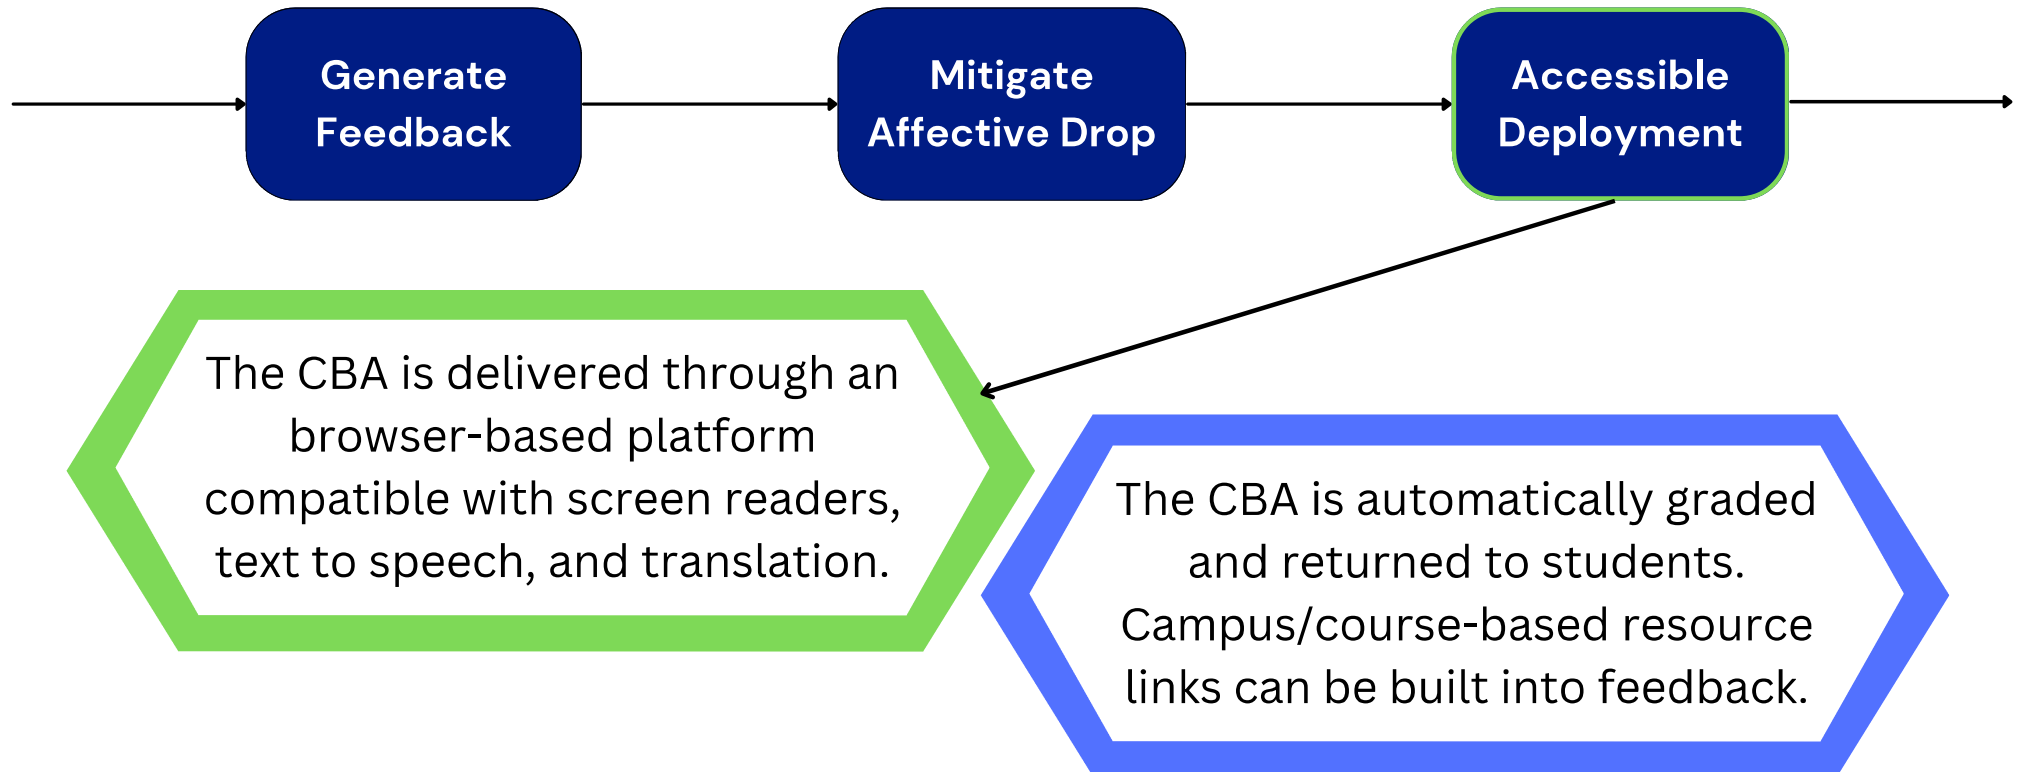 Generate
Feedback
Mitigate
Affective Drop
Accessible
Deployment
The CBA is delivered through an
browser-based platform
compatible with screen readers,
text to speech, and translation.
The CBA is automatically graded
and returned to students.
Campus/course-based resource
links can be built into feedback.